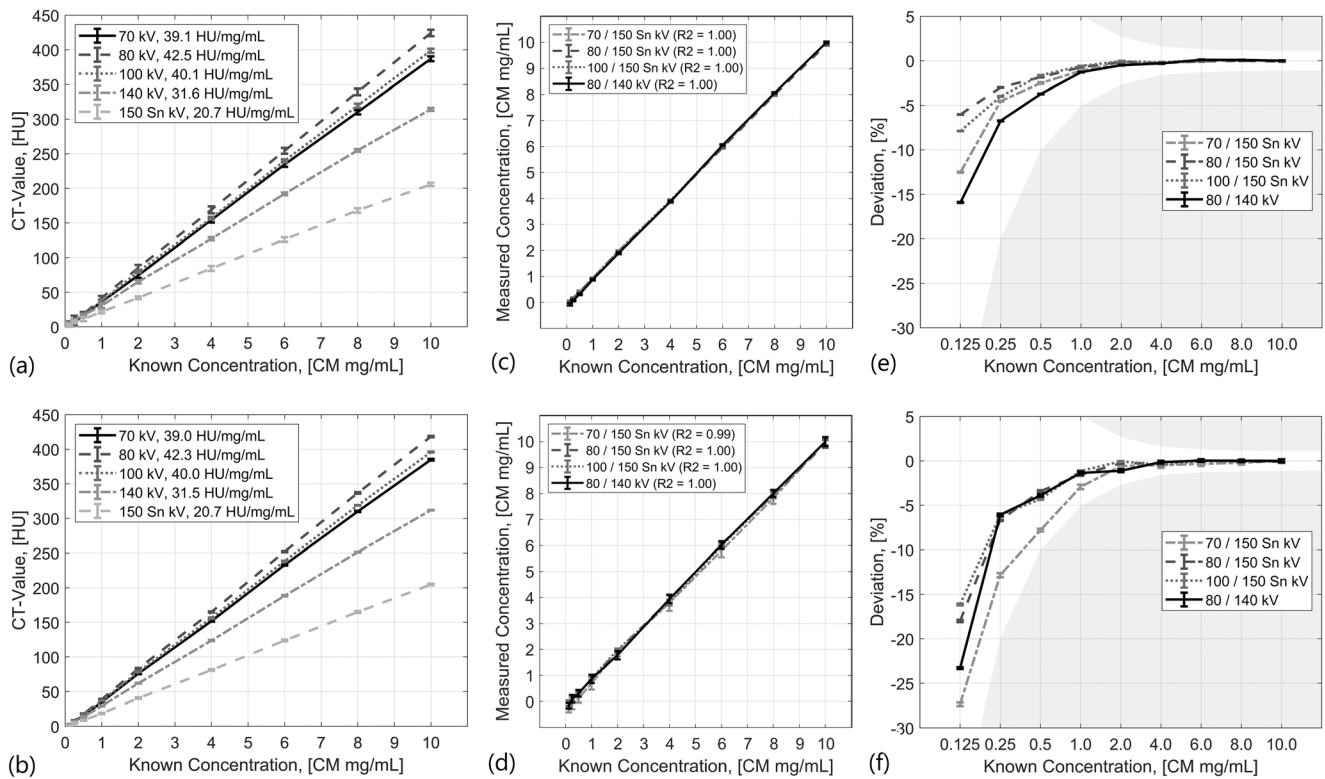 450
400
350
300
250
200
150
100
50
0
CT-Value, [HU]
70 kV, 39.1 HU/mg/mL
80 kV, 42.5 HU/mg/mL
100 kV, 40.1 HU/mg/mL
140 kV, 31.6 HU/mg/mL
150 Sn kV, 20.7 HU/mg/mL
0 1 2 3 4 5 6 7 8 9 10
(a) Known Concentration, [CM mg/mL]
10
9
8
7
6
5
4
3
2
1
0
Measured Concentration, [CM mg/mL]
70 / 150 Sn kV (R2 = 1.00)
80 / 150 Sn kV (R2 = 1.00)
100 / 150 Sn kV (R2 = 1.00)
80 / 140 kV (R2 = 1.00)
0 1 2 3 4 5 6 7 8 9 10
(c) Known Concentration, [CM mg/mL]
5
0
-5
-10
-15
-20
-25
-30
Deviation, [%]
70 / 150 Sn kV
80 / 150 Sn kV
100 / 150 Sn kV
80 / 140 kV
0.125 0.25 0.5 1.0 2.0 4.0 6.0 8.0 10.0
(e) Known Concentration, [CM mg/mL]
450
400
350
300
250
200
150
100
50
0
CT-Value, [HU]
70 kV, 39.0 HU/mg/mL
80 kV, 42.3 HU/mg/mL
100 kV, 40.0 HU/mg/mL
140 kV, 31.5 HU/mg/mL
150 Sn kV, 20.7 HU/mg/mL
0 1 2 3 4 5 6 7 8 9 10
(b) Known Concentration, [CM mg/mL]
10
9
8
7
6
5
4
3
2
1
0
Measured Concentration, [CM mg/mL]
70 / 150 Sn kV (R2 = 0.99)
80 / 150 Sn kV (R2 = 1.00)
100 / 150 Sn kV (R2 = 1.00)
80 / 140 kV (R2 = 1.00)
0 1 2 3 4 5 6 7 8 9 10
(d) Known Concentration, [CM mg/mL]
5
0
-5
-10
-15
-20
-25
-30
Deviation, [%]
70 / 150 Sn kV
80 / 150 Sn kV
100 / 150 Sn kV
80 / 140 kV
0.125 0.25 0.5 1.0 2.0 4.0 6.0 8.0 10.0
(f) Known Concentration, [CM mg/mL]